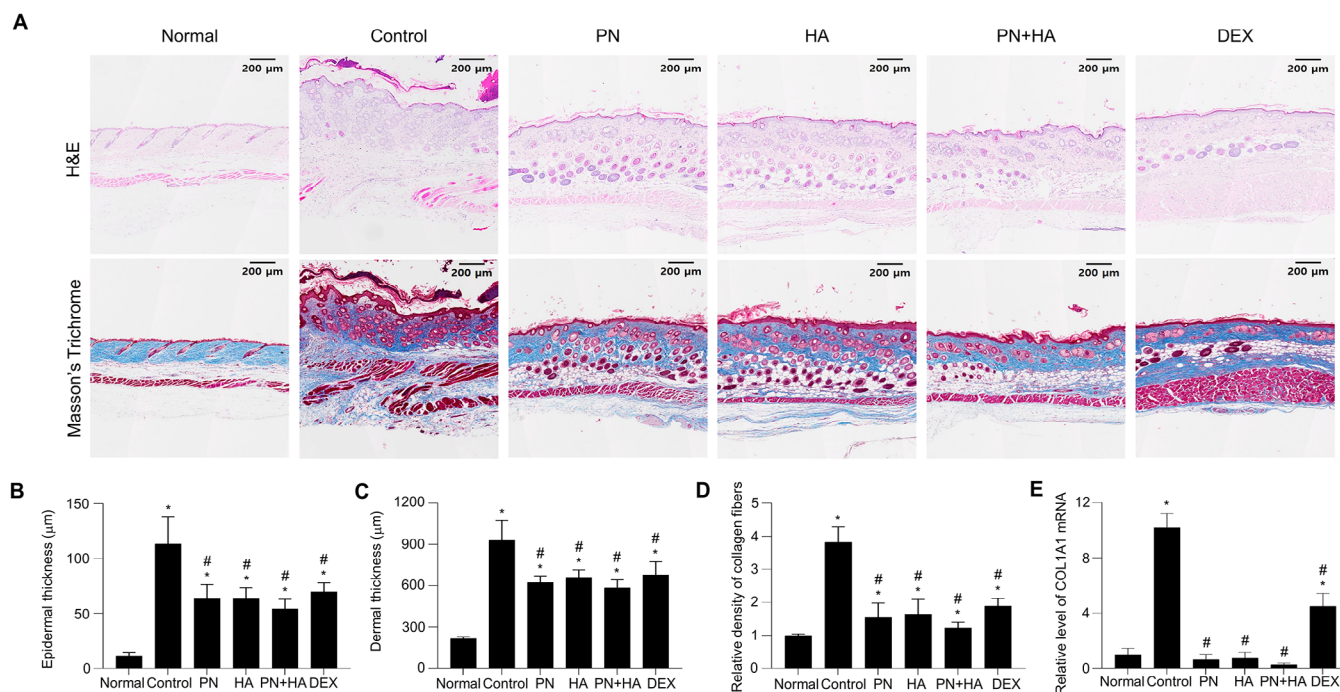 A
Normal Control PN HA PN+HA DEX
H&E
200 μm 200 μm 200 μm 200 μm 200 μm 200 μm
Masson's Trichrome
200 μm 200 μm 200 μm 200 μm 200 μm 200 μm
B
Epidermal thickness (μm)
150
100
50
0
* # * # * # * # *
Normal Control PN HA PN+HA DEX
C
Dermal thickness (μm)
1200
900
600
300
0
* # * # * # * # *
Normal Control PN HA PN+HA DEX
D
Relative density of collagen fibers
5
4
3
2
1
0
* # * # * # * # *
Normal Control PN HA PN+HA DEX
E
Relative level of COL1A1 mRNA
12
8
4
0
* # # # # *
Normal Control PN HA PN+HA DEX